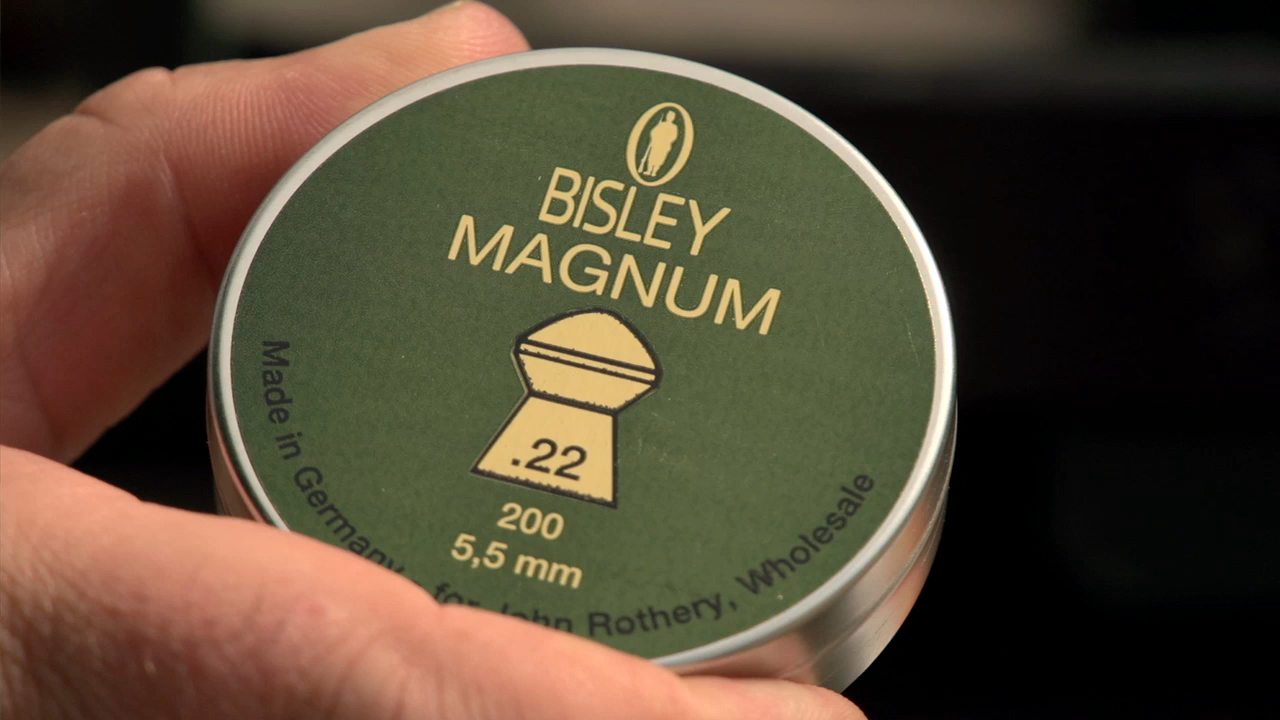 BISLEY
MAGNUM
.22
200
5,5 mm
Made in Germany for John Rothery, Wholesale